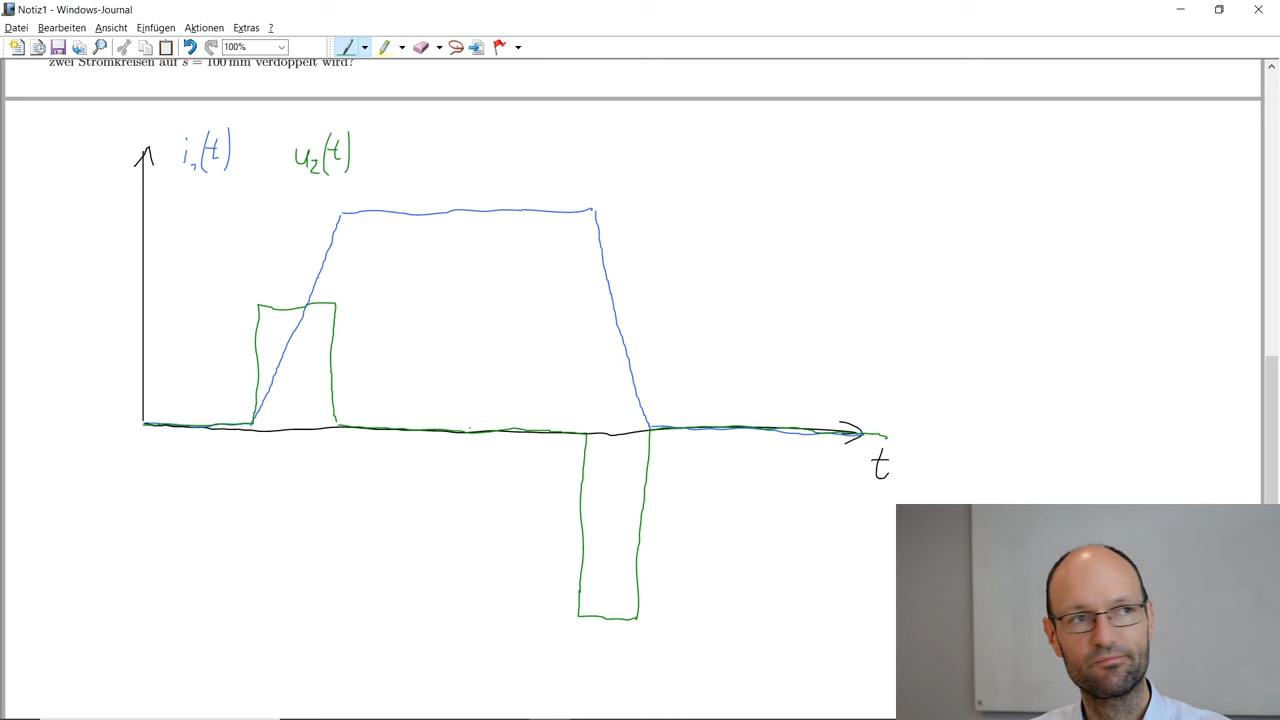 Notiz1 - Windows-Journal
Datei Bearbeiten Ansicht Einfügen Aktionen Extras ?
100%
zwei Stromkreisen auf s = 100 mm verdoppelt wird?
i₁(t) u₂(t)
t